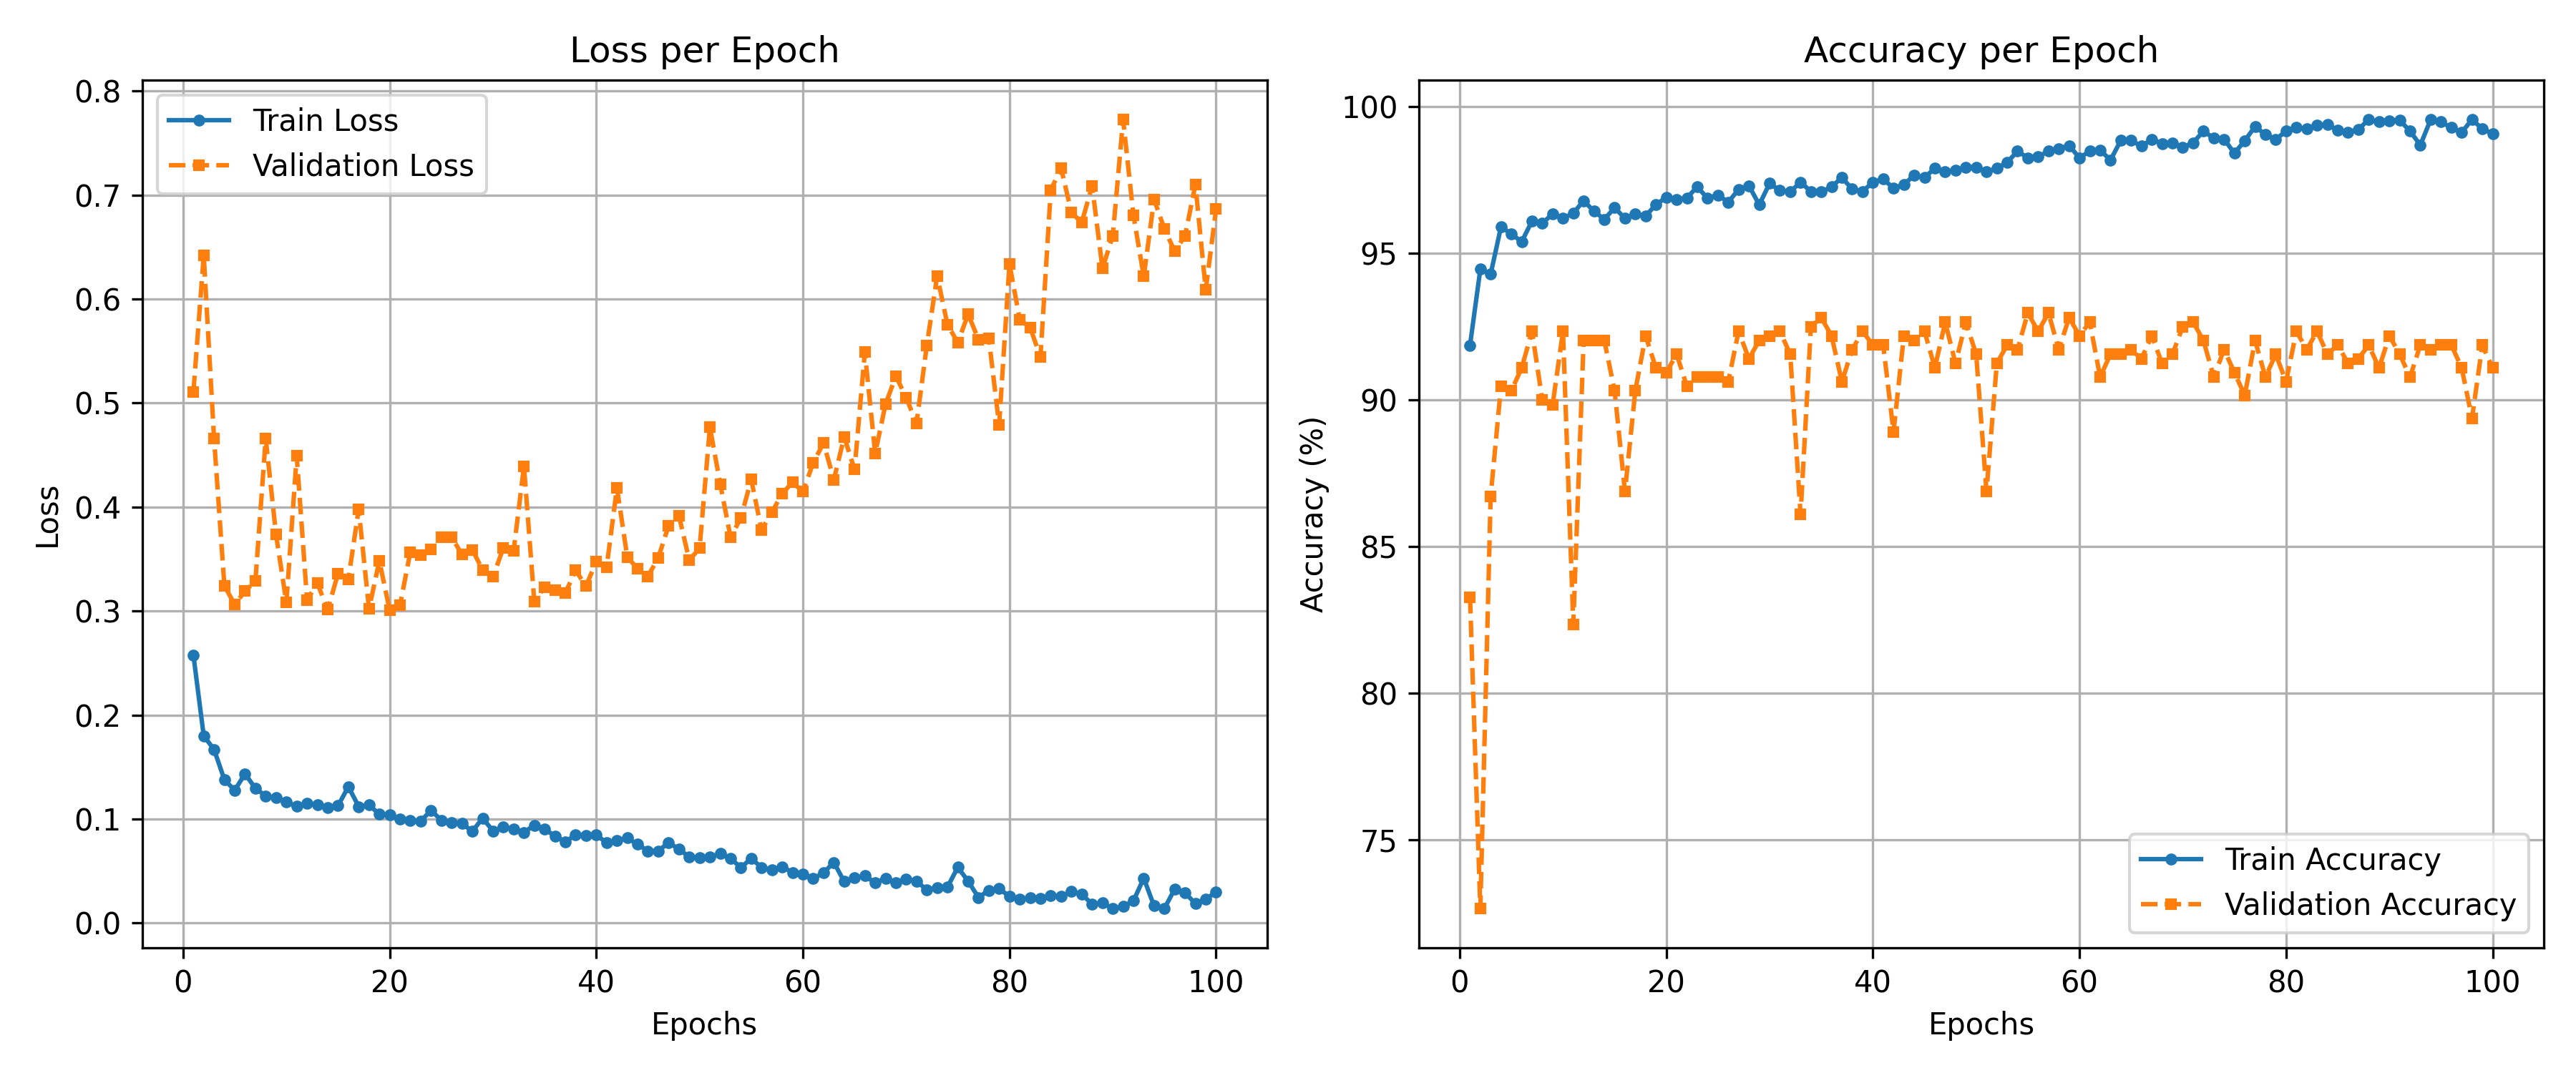 Loss per Epoch
Train Loss
Validation Loss
0.8
0.7
0.6
0.5
0.4
0.3
0.2
0.1
0.0
Loss
0
20
40
60
80
100
Epochs
Accuracy per Epoch
100
95
90
85
80
75
Accuracy (%)
Train Accuracy
Validation Accuracy
0
20
40
60
80
100
Epochs